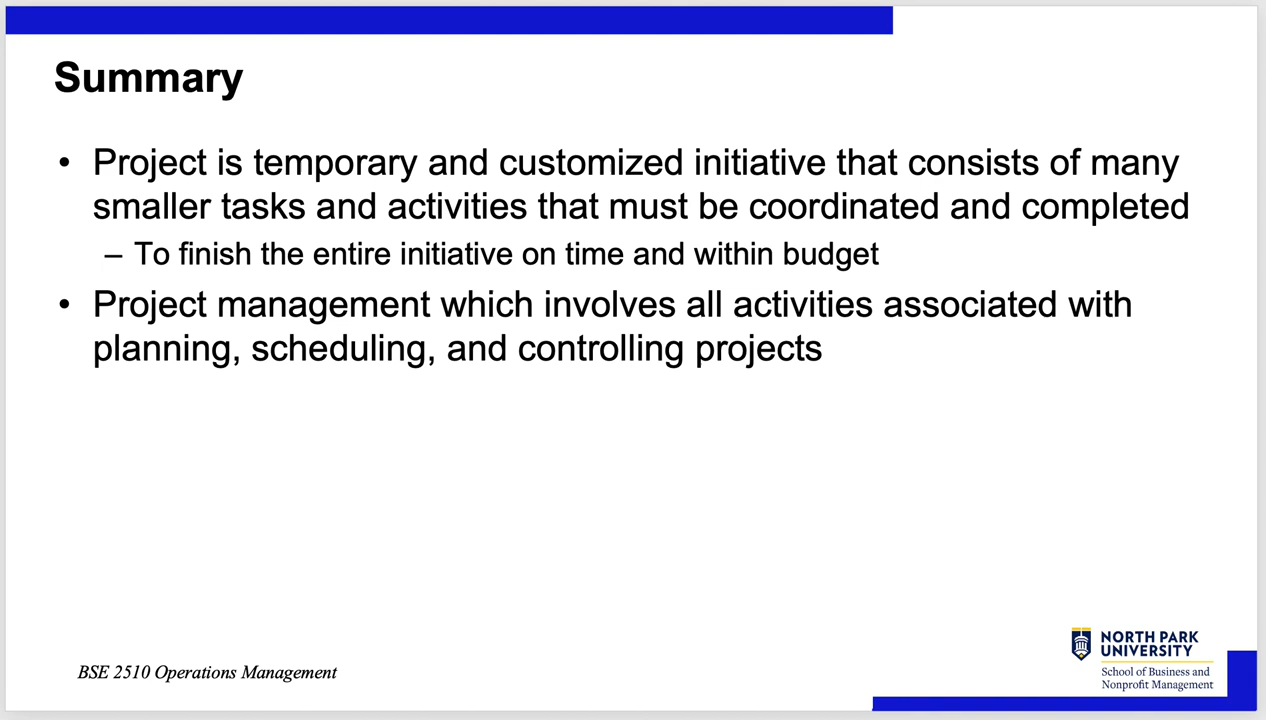 Summary
• Project is temporary and customized initiative that consists of many
smaller tasks and activities that must be coordinated and completed
– To finish the entire initiative on time and within budget
• Project management which involves all activities associated with
planning, scheduling, and controlling projects
BSE 2510 Operations Management
NORTH PARK
UNIVERSITY
School of Business and
Nonprofit Management